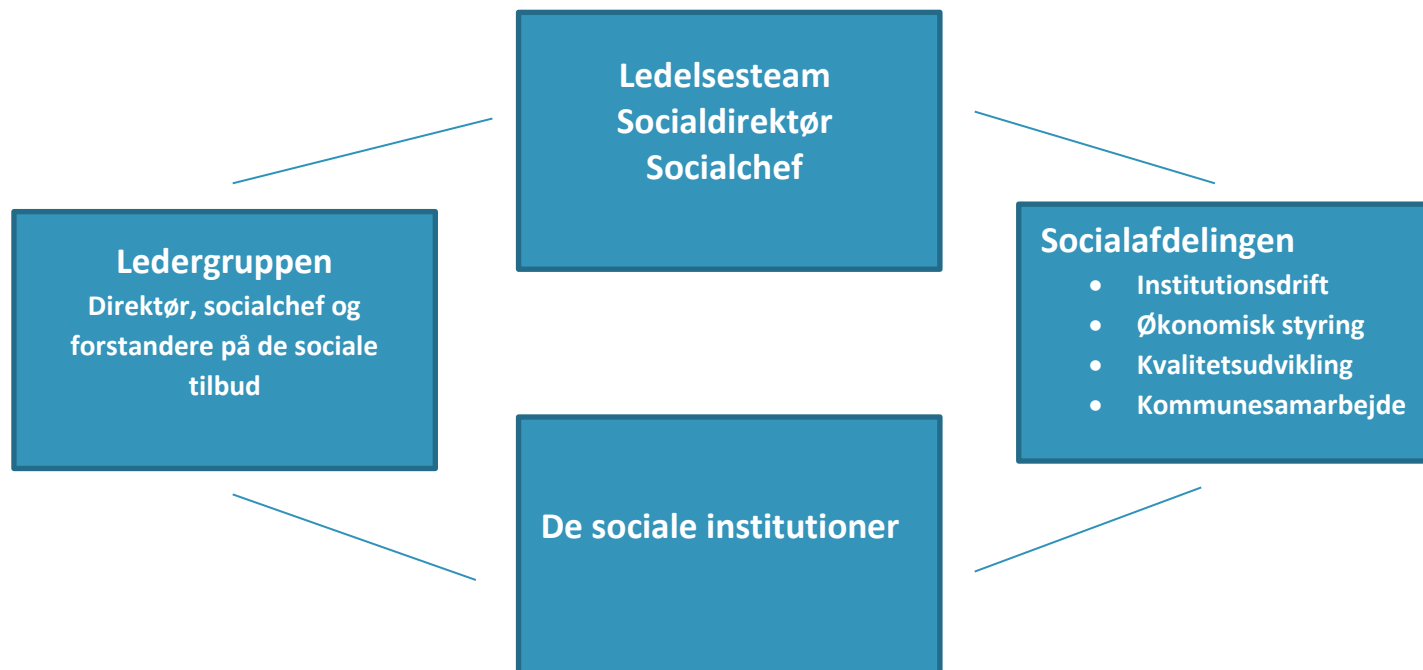 Ledelsesteam
Socialdirektør
Socialchef
Ledergruppen
Direktør, socialchef og
forstandere på de sociale
tilbud
Socialafdelingen
• Institutionsdrift
• Økonomisk styring
• Kvalitetsudvikling
• Kommunesamarbejde
De sociale institutioner